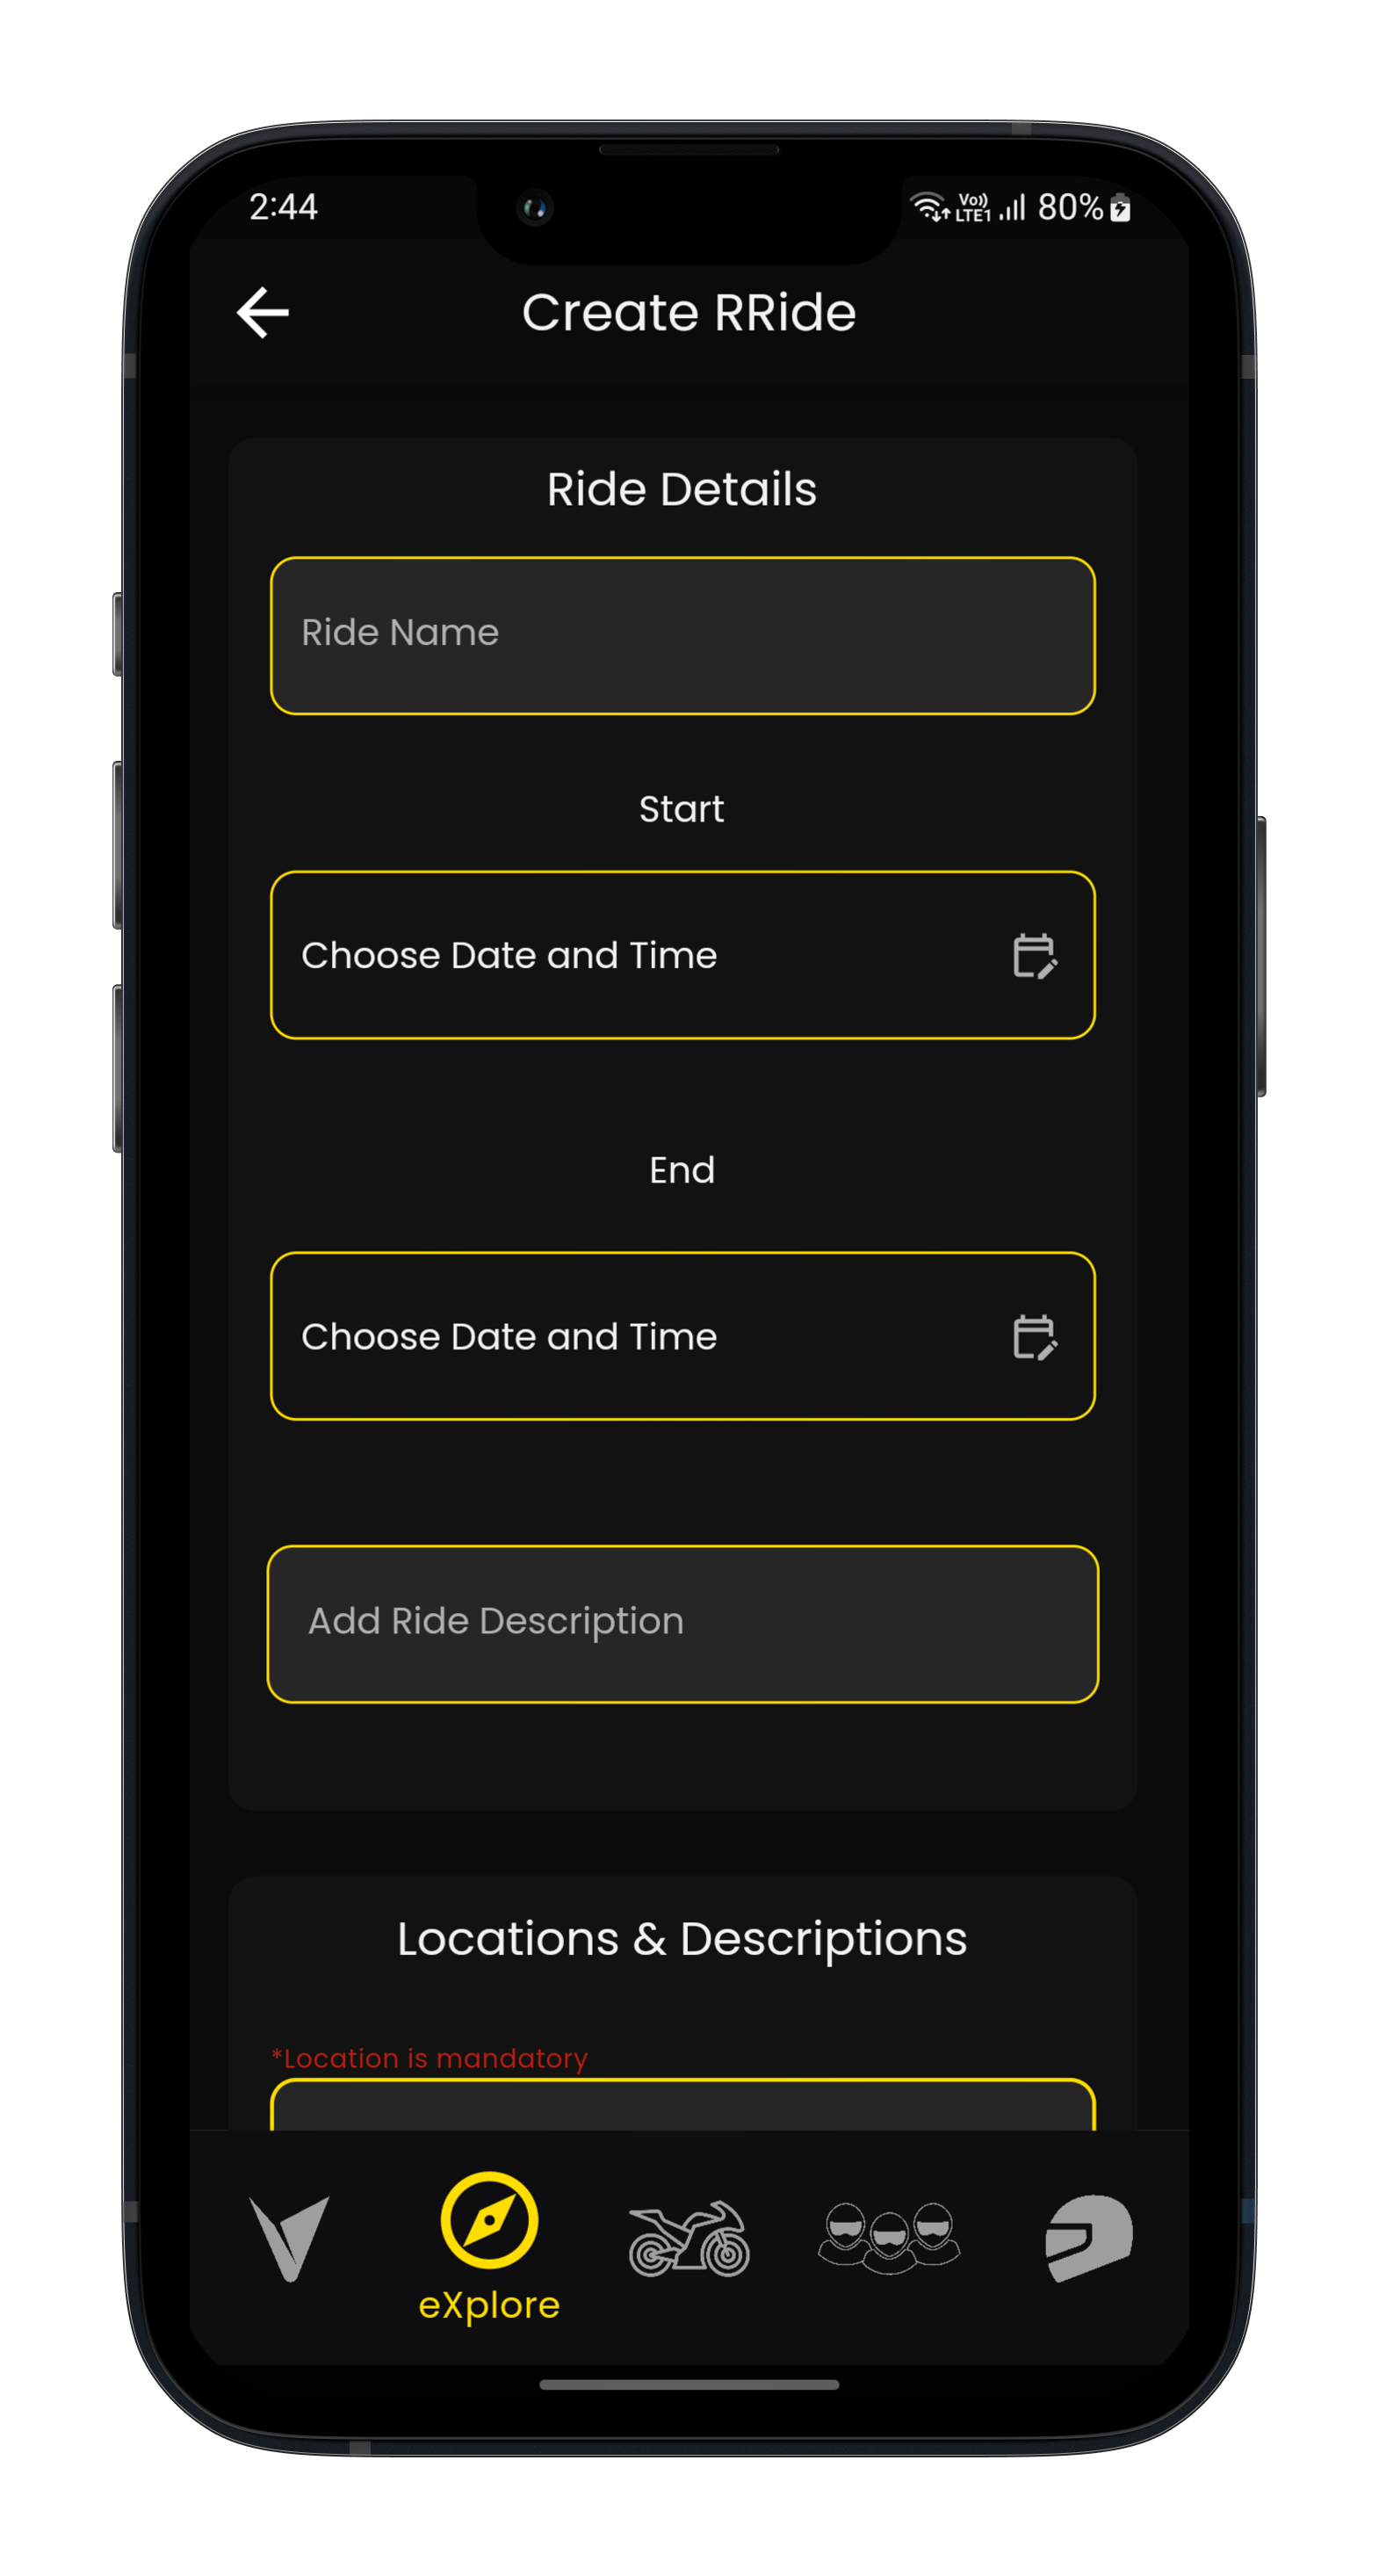 2:44
Vo))
LTE1
80%
Create RRide
Ride Details
Ride Name
Start
Choose Date and Time
End
Choose Date and Time
Add Ride Description
Locations & Descriptions
*Location is mandatory
eXplore